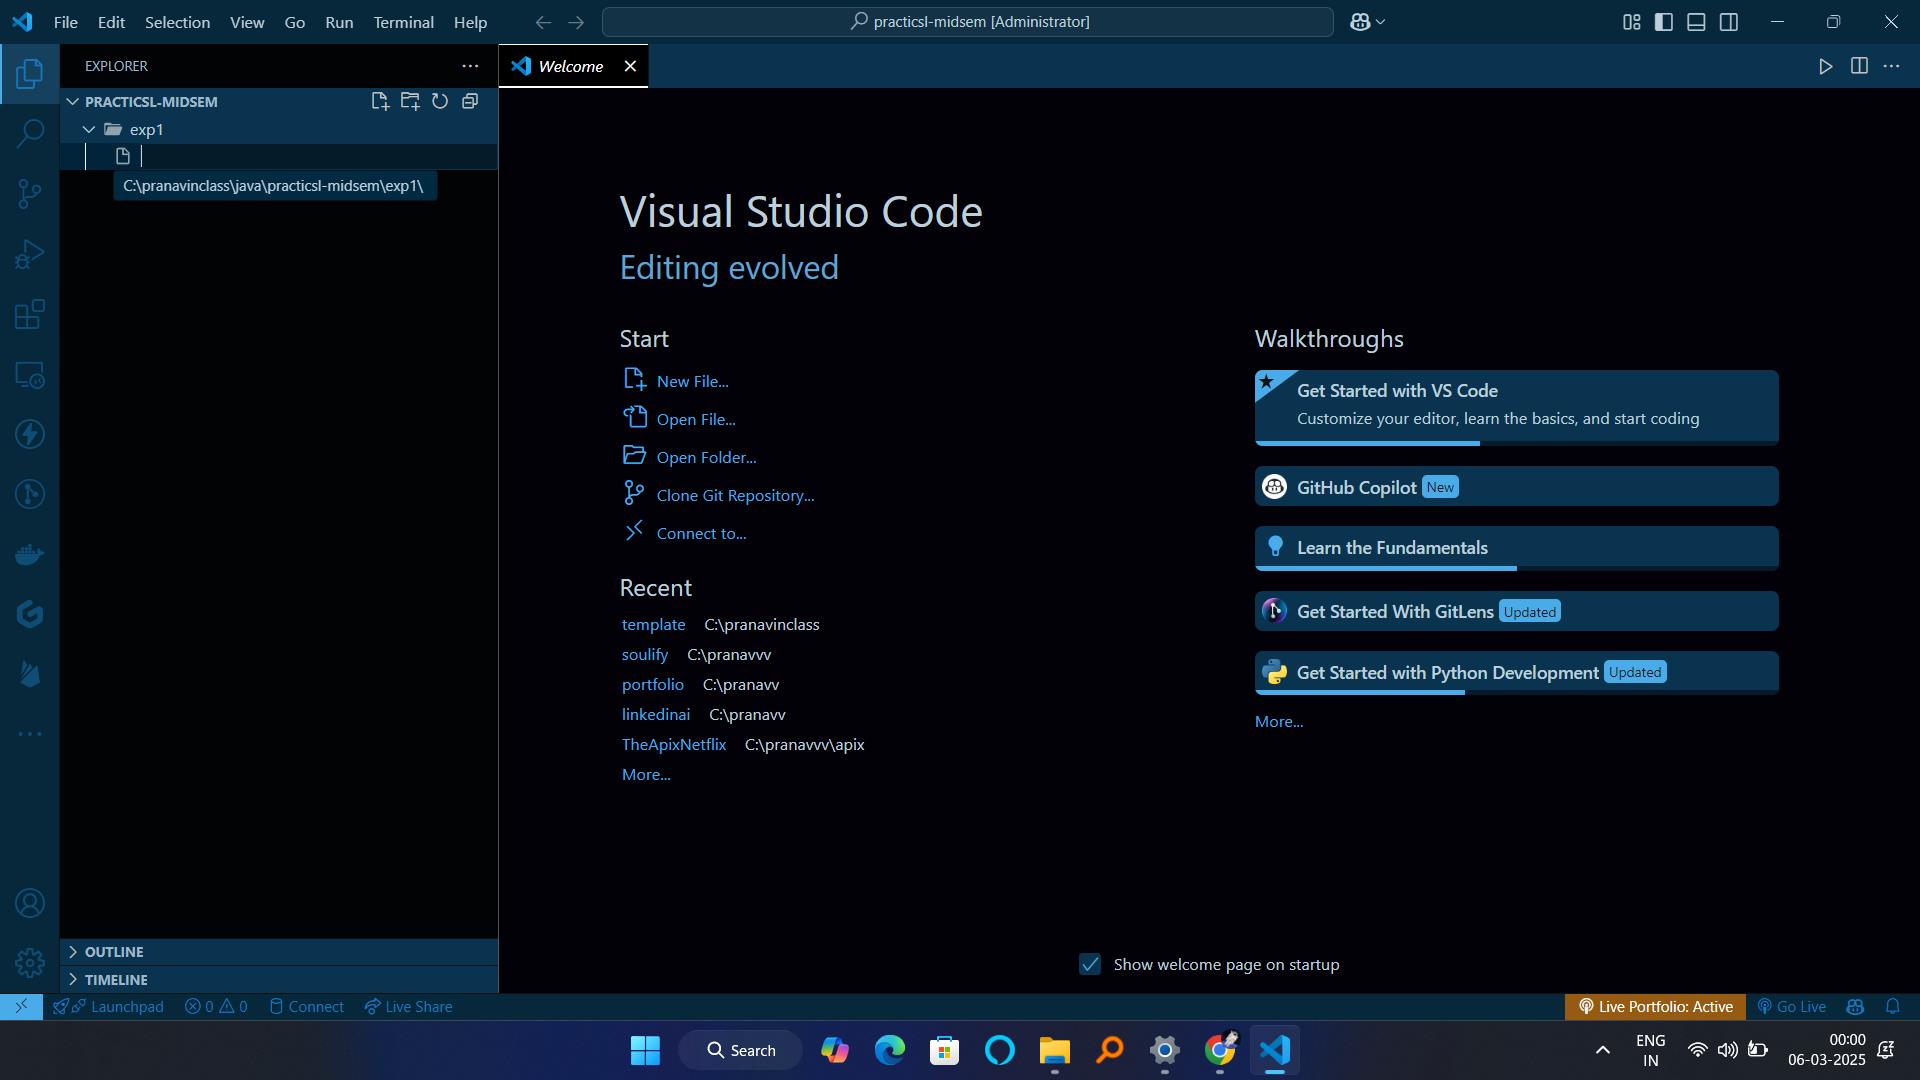 File Edit Selection View Go Run Terminal Help
practicsl-midsem [Administrator]
EXPLORER
Welcome
PRACTICSL-MIDSEM
exp1
C:\pranavinclass\java\practicsl-midsem\exp1\
Visual Studio Code
Editing evolved
Start
New File...
Open File...
Open Folder...
Clone Git Repository...
Connect to...
Recent
template C:\pranavinclass
soulify C:\pranavvv
portfolio C:\pranavv
linkedinai C:\pranavv
TheApixNetflix C:\pranavvv\apix
More...
Walkthroughs
Get Started with VS Code
Customize your editor, learn the basics, and start coding
GitHub Copilot New
Learn the Fundamentals
Get Started With GitLens Updated
Get Started with Python Development Updated
More...
Show welcome page on startup
OUTLINE
TIMELINE
Launchpad 0 0 Connect Live Share
Live Portfolio: Active Go Live
Search
ENG
IN
00:00
06-03-2025